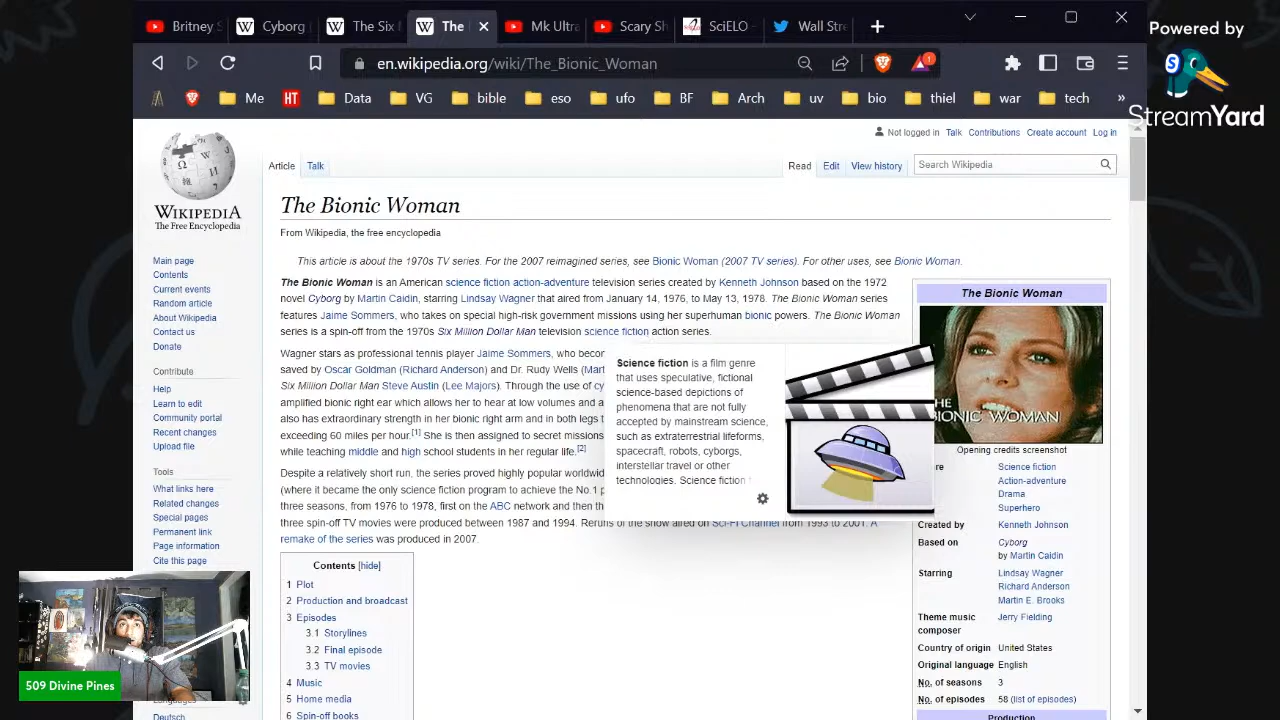 Britney S
Cyborg
The Six
The
Mk Ultra
Scary Sh
SciELO -
Wall Stre
Powered by
StreamYard
en.wikipedia.org/wiki/The_Bionic_Woman
1
HT
Me
Data
VG
bible
eso
ufo
BF
Arch
uv
bio
thiel
war
tech
»
Not logged in Talk Contributions Create account Log in
Article Talk
Read Edit View history
Search Wikipedia
WIKIPEDIA
The Free Encyclopedia
Main page
Contents
Current events
Random article
About Wikipedia
Contact us
Donate
Contribute
Help
Learn to edit
Community portal
Recent changes
Upload file
Tools
What links here
Related changes
Special pages
Permanent link
Page information
Cite this page
Languages
Deutsch
The Bionic Woman
From Wikipedia, the free encyclopedia
This article is about the 1970s TV series. For the 2007 reimagined series, see Bionic Woman (2007 TV series). For other uses, see Bionic Woman.
The Bionic Woman is an American science fiction action-adventure television series created by Kenneth Johnson based on the 1972
novel Cyborg by Martin Caidin, starring Lindsay Wagner that aired from January 14, 1976, to May 13, 1978. The Bionic Woman series
features Jaime Sommers, who takes on special high-risk government missions using her superhuman bionic powers. The Bionic Woman
series is a spin-off from the 1970s Six Million Dollar Man television science fiction action series.
Wagner stars as professional tennis player Jaime Sommers, who becor
saved by Oscar Goldman (Richard Anderson) and Dr. Rudy Wells (Mart
Six Million Dollar Man Steve Austin (Lee Majors). Through the use of cy
amplified bionic right ear which allows her to hear at low volumes and a
also has extraordinary strength in her bionic right arm and in both legs t
exceeding 60 miles per hour.[1] She is then assigned to secret missions
while teaching middle and high school students in her regular life.[2]
Despite a relatively short run, the series proved highly popular worldwid
(where it became the only science fiction program to achieve the No.1 p
three seasons, from 1976 to 1978, first on the ABC network and then th
three spin-off TV movies were produced between 1987 and 1994. Reruns of the show aired on Sci-Fi Channel from 1993 to 2001. A
remake of the series was produced in 2007.
Science fiction is a film genre
that uses speculative, fictional
science-based depictions of
phenomena that are not fully
accepted by mainstream science,
such as extraterrestrial lifeforms,
spacecraft, robots, cyborgs,
interstellar travel or other
technologies. Science fiction
Contents [hide]
1 Plot
2 Production and broadcast
3 Episodes
3.1 Storylines
3.2 Final episode
3.3 TV movies
4 Music
5 Home media
6 Spin-off books
The Bionic Woman
THE
BIONIC WOMAN
Opening credits screenshot
re Science fiction
Action-adventure
Drama
Superhero
Created by Kenneth Johnson
Based on Cyborg
by Martin Caidin
Starring Lindsay Wagner
Richard Anderson
Martin E. Brooks
Theme music composer Jerry Fielding
Country of origin United States
Original language English
No. of seasons 3
No. of episodes 58 (list of episodes)
Production
509 Divine Pines